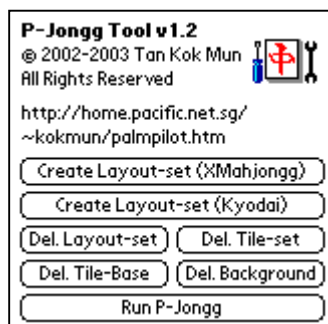 P-Jongg Tool v1.2
© 2002-2003 Tan Kok Mun
All Rights Reserved
http://home.pacific.net.sg/
~kokmun/palmpilot.htm
Create Layout-set (XMahjongg)
Create Layout-set (Kyodai)
Del. Layout-set Del. Tile-set
Del. Tile-Base Del. Background
Run P-Jongg